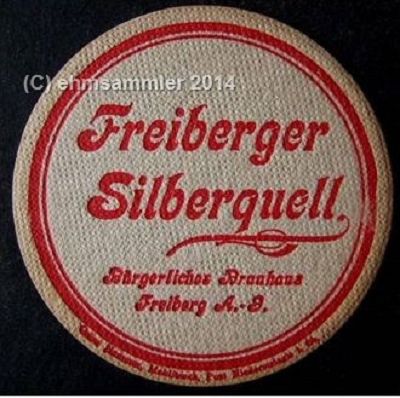 (C) ehmsammler 2014
Freiberger
Silberquell.
Bürgerliches Brauhaus
Freiberg A.-G.